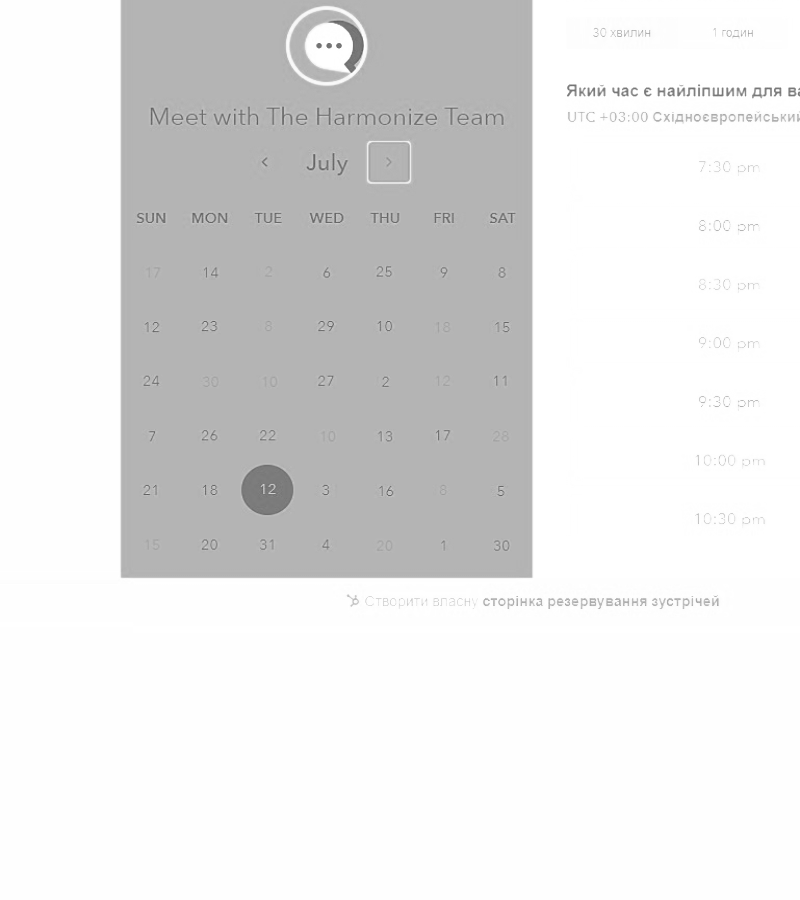 Meet with The Harmonize Team
July
SUN MON TUE WED THU FRI SAT
17 14 2 6 25 9 8
12 23 8 29 10 18 15
24 30 10 27 2 12 11
7 26 22 10 13 17 28
21 18 12 3 16 8 5
15 20 31 4 20 1 30
30 хвилин 1 годин
Який час є найліпшим для
UTC +03:00 Східноєвропейський
7:30 pm
8:00 pm
8:30 pm
9:00 pm
9:30 pm
10:00 pm
10:30 pm
Створити власну сторінка резервування зустрічей